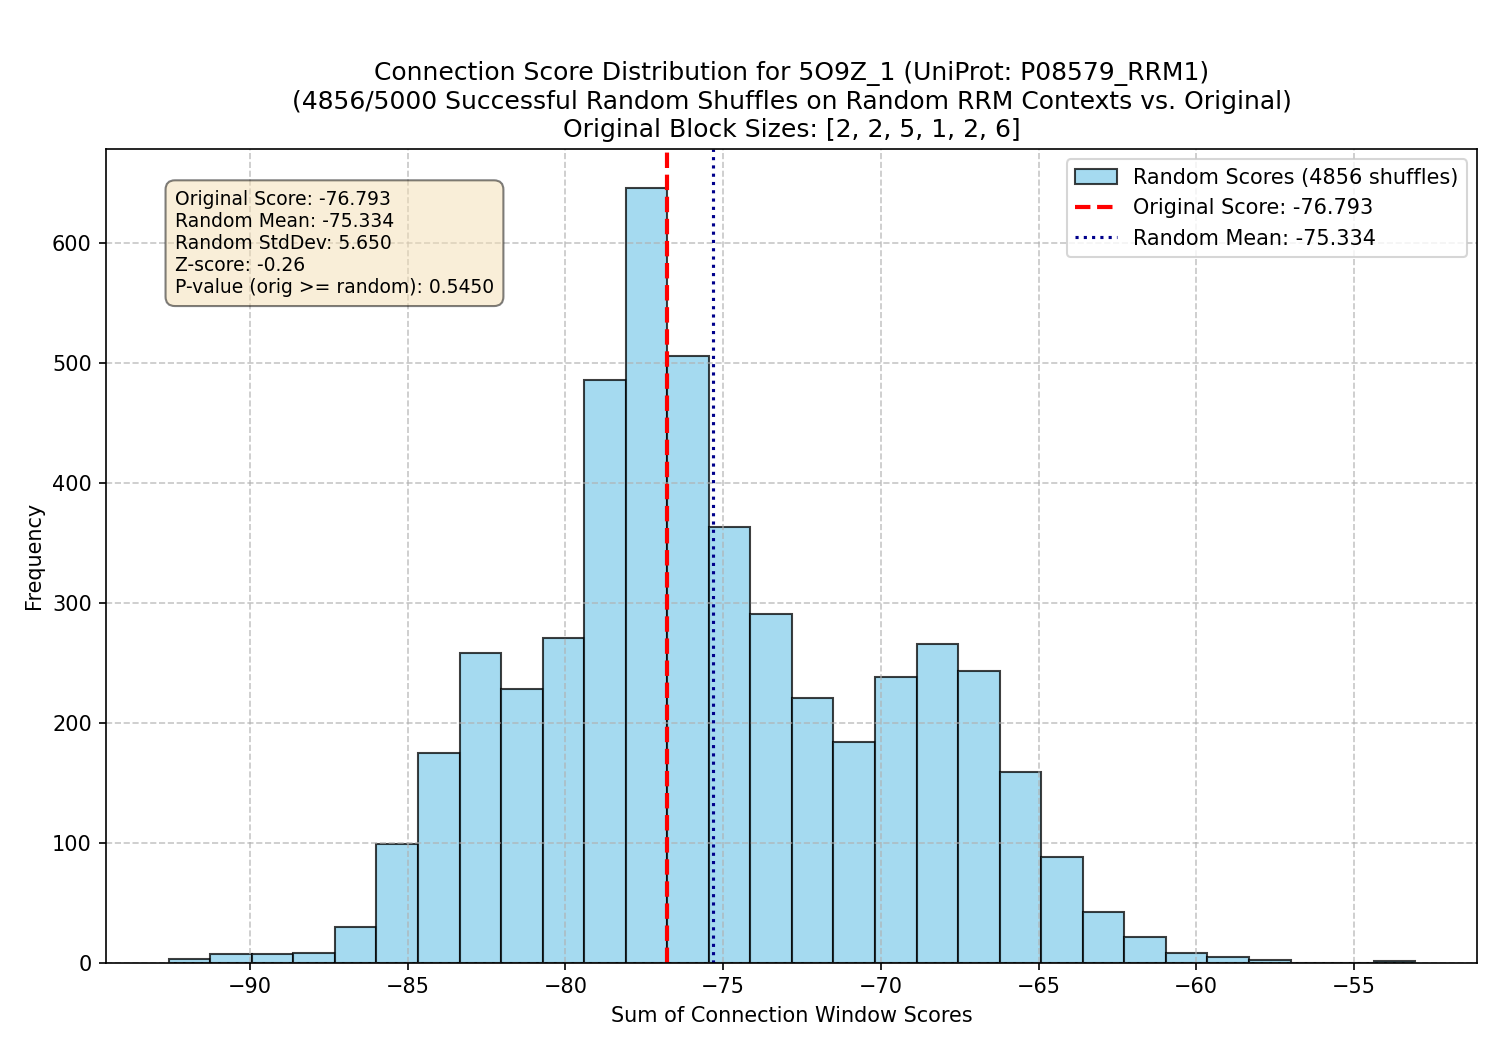 Connection Score Distribution for 5O9Z_1 (UniProt: P08579_RRM1)
(4856/5000 Successful Random Shuffles on Random RRM Contexts vs. Original)
Original Block Sizes: [2, 2, 5, 1, 2, 6]
Original Score: -76.793
Random Mean: -75.334
Random StdDev: 5.650
Z-score: -0.26
P-value (orig >= random): 0.5450
Random Scores (4856 shuffles)
Original Score: -76.793
Random Mean: -75.334
Frequency
600
500
400
300
200
100
0
−90 −85 −80 −75 −70 −65 −60 −55
Sum of Connection Window Scores